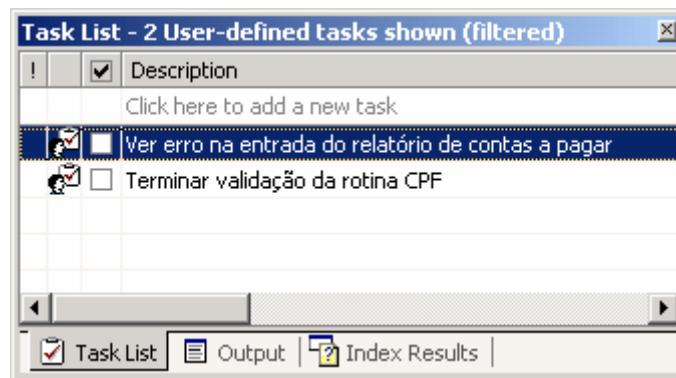 Task List - 2 User-defined tasks shown (filtered)
! Description
Click here to add a new task
Ver erro na entrada do relatório de contas a pagar
Terminar validação da rotina CPF
Task List Output Index Results